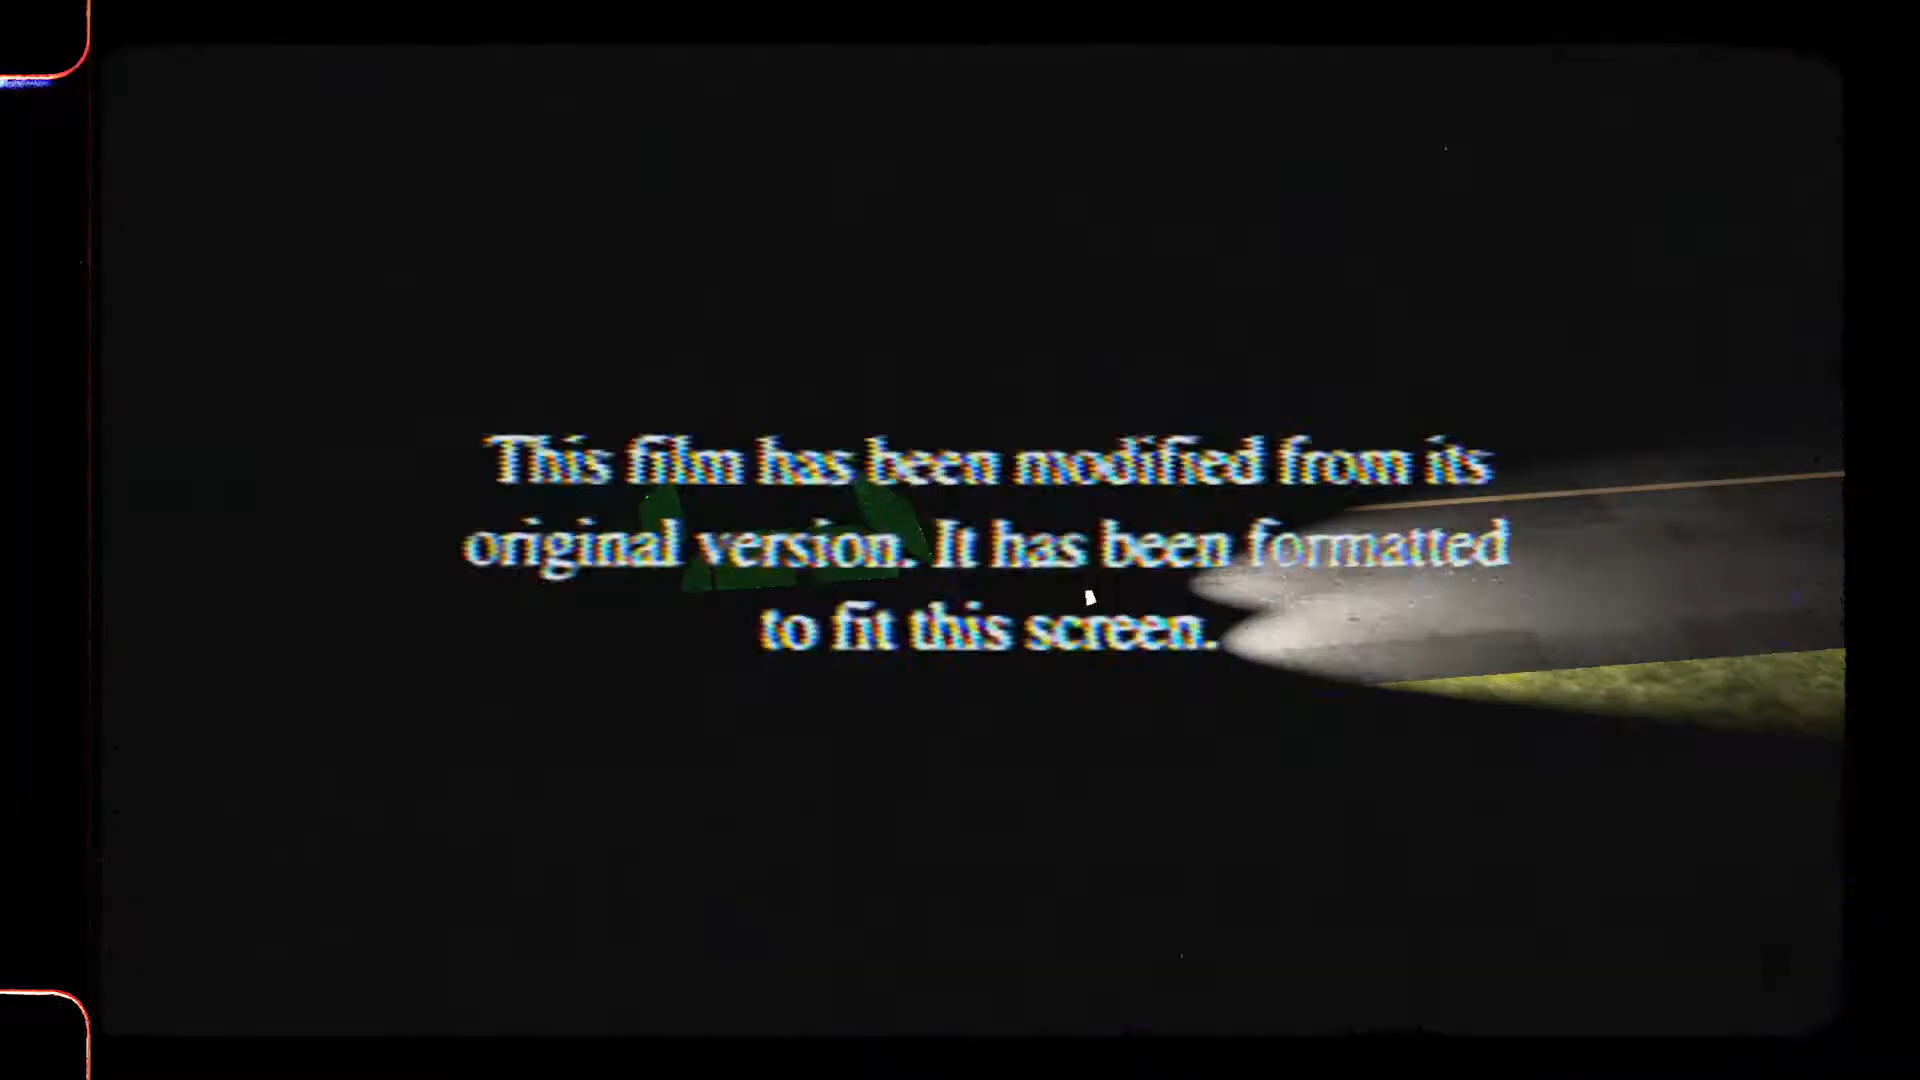 This film has been modified from its
original version. It has been formatted
to fit this screen.